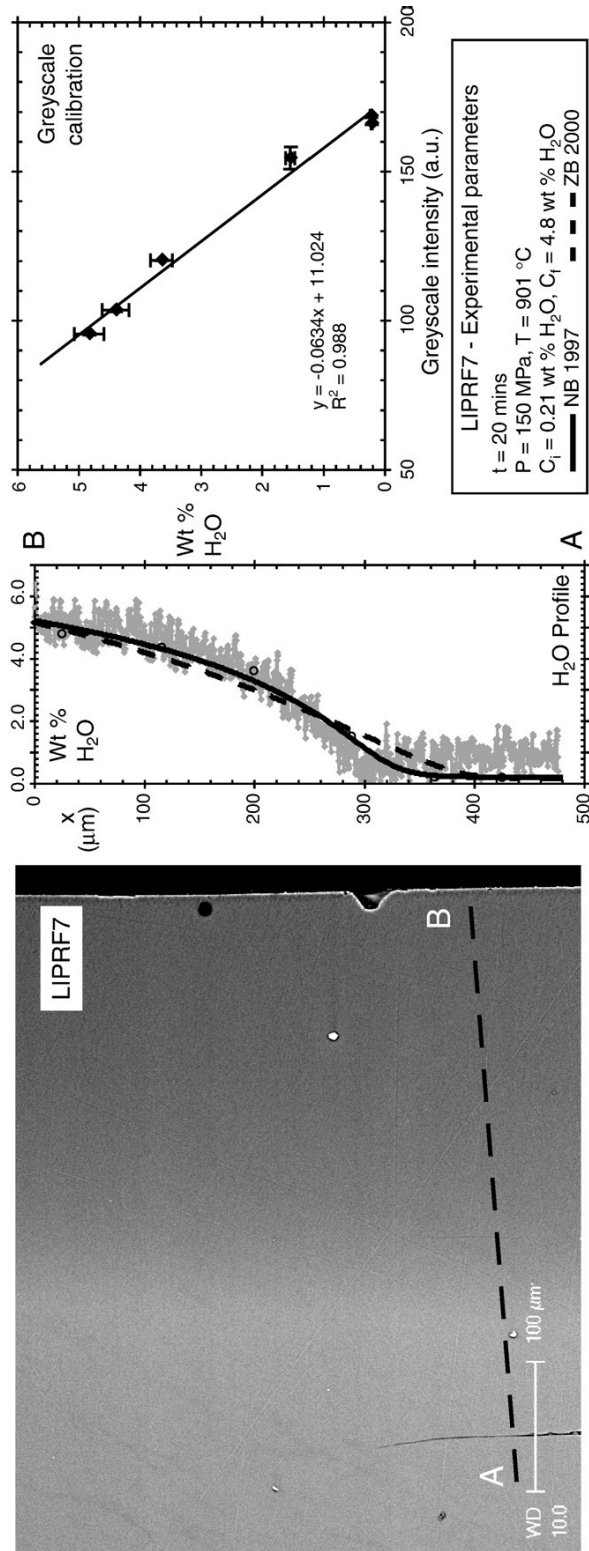 LIPRF7
A
B
WD
10.0
100 µm
B
A
0.0
2.0
4.0
6.0
Wt %
H₂O
x
(µm)
0
100
200
300
400
500
H₂O Profile
Wt %
H₂O
6
5
4
3
2
1
0
50
100
150
200
Greyscale
calibration
y = -0.0634x + 11.024
R² = 0.988
Greyscale intensity (a.u.)
LIPRF7 - Experimental parameters
t = 20 mins
P = 150 MPa, T = 901 °C
Cᵢ = 0.21 wt % H₂O, C_f = 4.8 wt % H₂O
NB 1997 ZB 2000